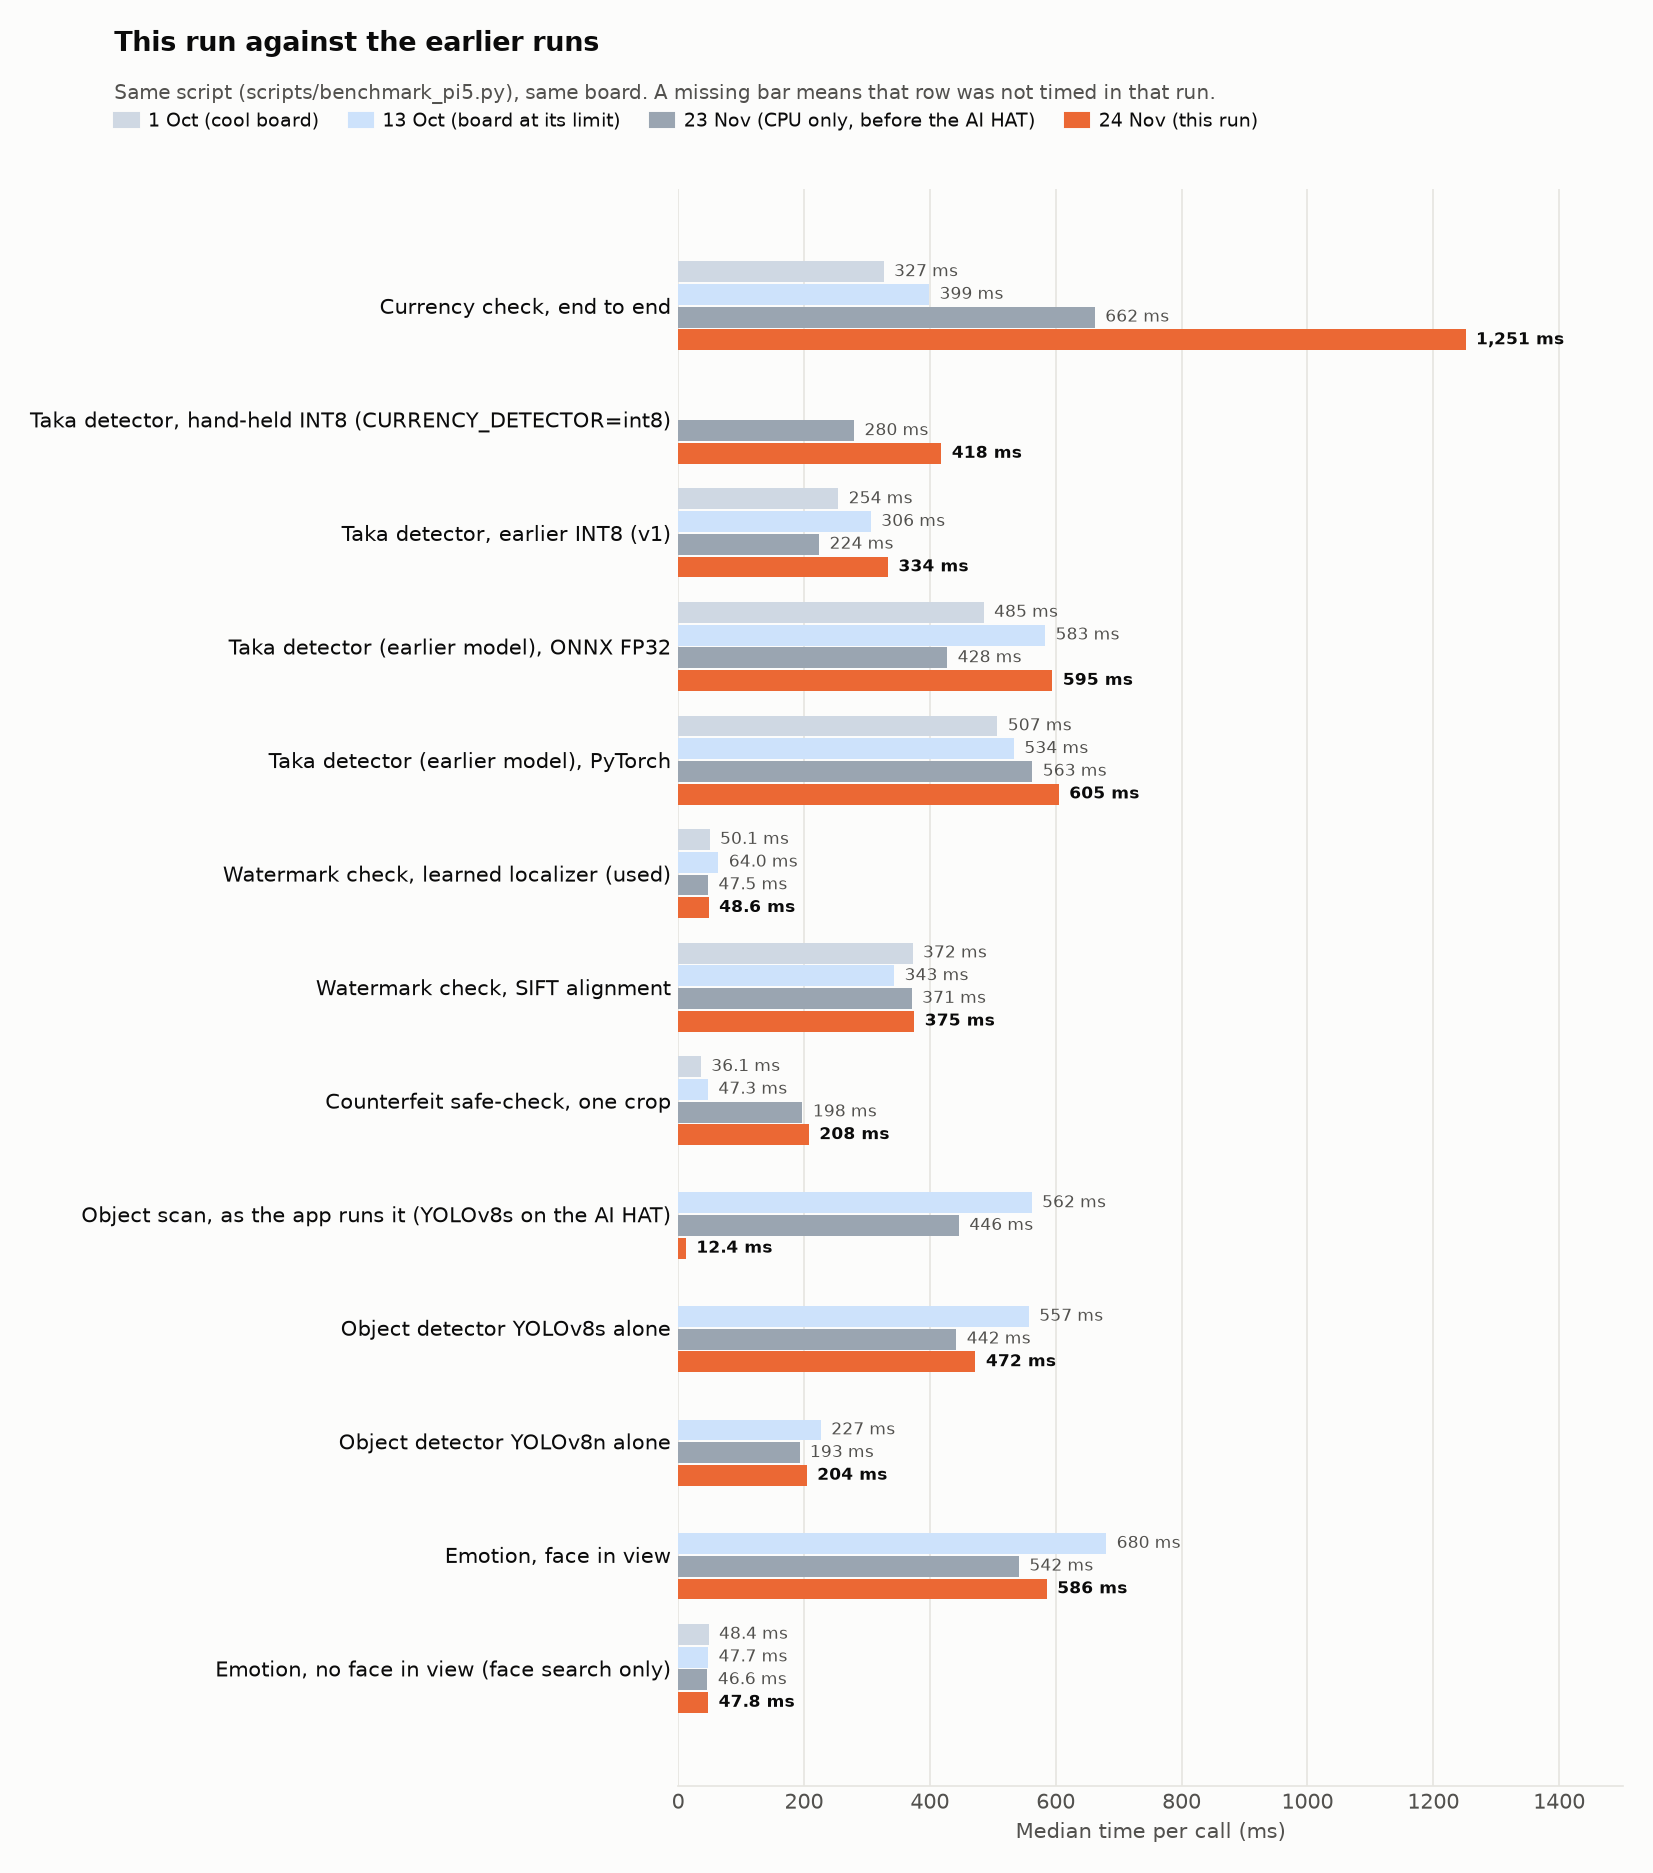 This run against the earlier runs
Same script (scripts/benchmark_pi5.py), same board. A missing bar means that row was not timed in that run.
1 Oct (cool board) 13 Oct (board at its limit) 23 Nov (CPU only, before the AI HAT) 24 Nov (this run)
Currency check, end to end
327 ms
399 ms
662 ms
1,251 ms
Taka detector, hand-held INT8 (CURRENCY_DETECTOR=int8)
280 ms
418 ms
Taka detector, earlier INT8 (v1)
254 ms
306 ms
224 ms
334 ms
Taka detector (earlier model), ONNX FP32
485 ms
583 ms
428 ms
595 ms
Taka detector (earlier model), PyTorch
507 ms
534 ms
563 ms
605 ms
Watermark check, learned localizer (used)
50.1 ms
64.0 ms
47.5 ms
48.6 ms
Watermark check, SIFT alignment
372 ms
343 ms
371 ms
375 ms
Counterfeit safe-check, one crop
36.1 ms
47.3 ms
198 ms
208 ms
Object scan, as the app runs it (YOLOv8s on the AI HAT)
562 ms
446 ms
12.4 ms
Object detector YOLOv8s alone
557 ms
442 ms
472 ms
Object detector YOLOv8n alone
227 ms
193 ms
204 ms
Emotion, face in view
680 ms
542 ms
586 ms
Emotion, no face in view (face search only)
48.4 ms
47.7 ms
46.6 ms
47.8 ms
0 200 400 600 800 1000 1200 1400
Median time per call (ms)